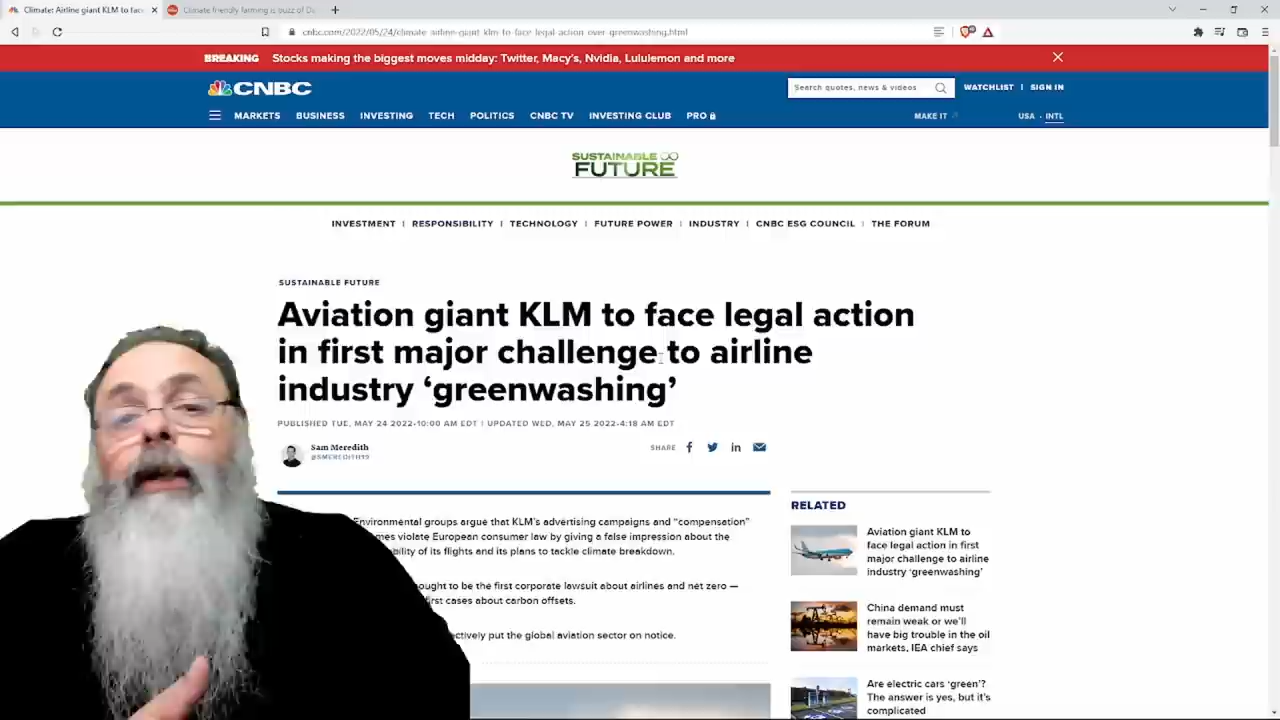 Climate: Airline giant KLM to fac
Climate friendly farming is buzz of D
cnbc.com/2022/05/24/climate-airline-giant-klm-to-face-legal-action-over-greenwashing.html
BREAKING Stocks making the biggest moves midday: Twitter, Macy's, Nvidia, Lululemon and more
CNBC
Search quotes, news & videos
WATCHLIST | SIGN IN
MARKETS BUSINESS INVESTING TECH POLITICS CNBC TV INVESTING CLUB PRO
MAKE IT
USA · INTL
SUSTAINABLE
FUTURE
INVESTMENT | RESPONSIBILITY | TECHNOLOGY | FUTURE POWER | INDUSTRY | CNBC ESG COUNCIL | THE FORUM
SUSTAINABLE FUTURE
Aviation giant KLM to face legal action
in first major challenge to airline
industry ‘greenwashing’
PUBLISHED TUE, MAY 24 2022·10:00 AM EDT | UPDATED WED, MAY 25 2022·4:18 AM EDT
Sam Meredith
@SMEREDITH19
SHARE
Environmental groups argue that KLM's advertising campaigns and “compensation”
mes violate European consumer law by giving a false impression about the
bility of its flights and its plans to tackle climate breakdown.
ought to be the first corporate lawsuit about airlines and net zero —
first cases about carbon offsets.
ectively put the global aviation sector on notice.
RELATED
Aviation giant KLM to
face legal action in first
major challenge to airline
industry ‘greenwashing’
China demand must
remain weak or we'll
have big trouble in the oil
markets, IEA chief says
Are electric cars ‘green’?
The answer is yes, but it's
complicated